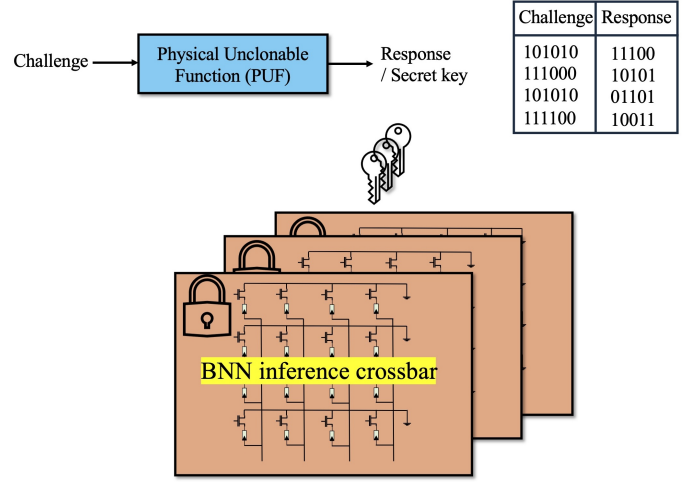 Challenge
Physical Unclonable
Function (PUF)
Response
/ Secret key
Challenge Response
101010 11100
111000 10101
101010 01101
111100 10011
BNN inference crossbar